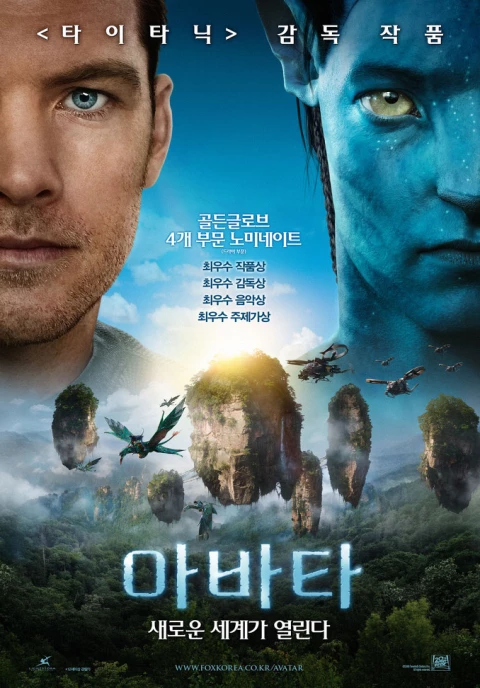 <타이타닉> 감독 작품
골든글로브
4개 부문 노미네이트
최우수 작품상
최우수 감독상
최우수 음악상
최우수 주제가상
아바타
새로운 세계가 열린다
WWW.FOXKOREA.CO.KR/AVATAR